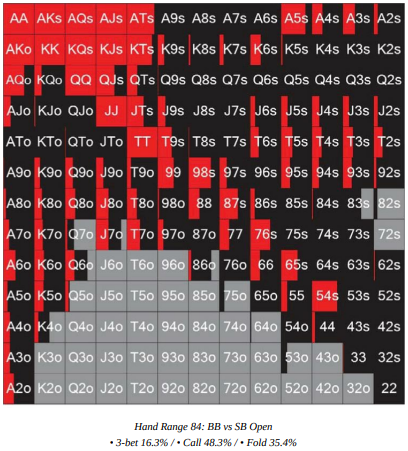 AA AKs AQs AJs ATs A9s A8s A7s A6s A5s A4s A3s A2s
AKo KK KQs KJs KTs K9s K8s K7s K6s K5s K4s K3s K2s
AQo KQo QQ QJs QTs Q9s Q8s Q7s Q6s Q5s Q4s Q3s Q2s
AJo KJo QJo JJ JTs J9s J8s J7s J6s J5s J4s J3s J2s
ATo KTo QTo JTo TT T9s T8s T7s T6s T5s T4s T3s T2s
A9o K9o Q9o J9o T9o 99 98s 97s 96s 95s 94s 93s 92s
A8o K8o Q8o J8o T8o 98o 88 87s 86s 85s 84s 83s 82s
A7o K7o Q7o J7o T7o 97o 87o 77 76s 75s 74s 73s 72s
A6o K6o Q6o J6o T6o 96o 86o 76o 66 65s 64s 63s 62s
A5o K5o Q5o J5o T5o 95o 85o 75o 65o 55 54s 53s 52s
A4o K4o Q4o J4o T4o 94o 84o 74o 64o 54o 44 43s 42s
A3o K3o Q3o J3o T3o 93o 83o 73o 63o 53o 43o 33 32s
A2o K2o Q2o J2o T2o 92o 82o 72o 62o 52o 42o 32o 22
Hand Range 84: BB vs SB Open
• 3-bet 16.3% / • Call 48.3% / • Fold 35.4%